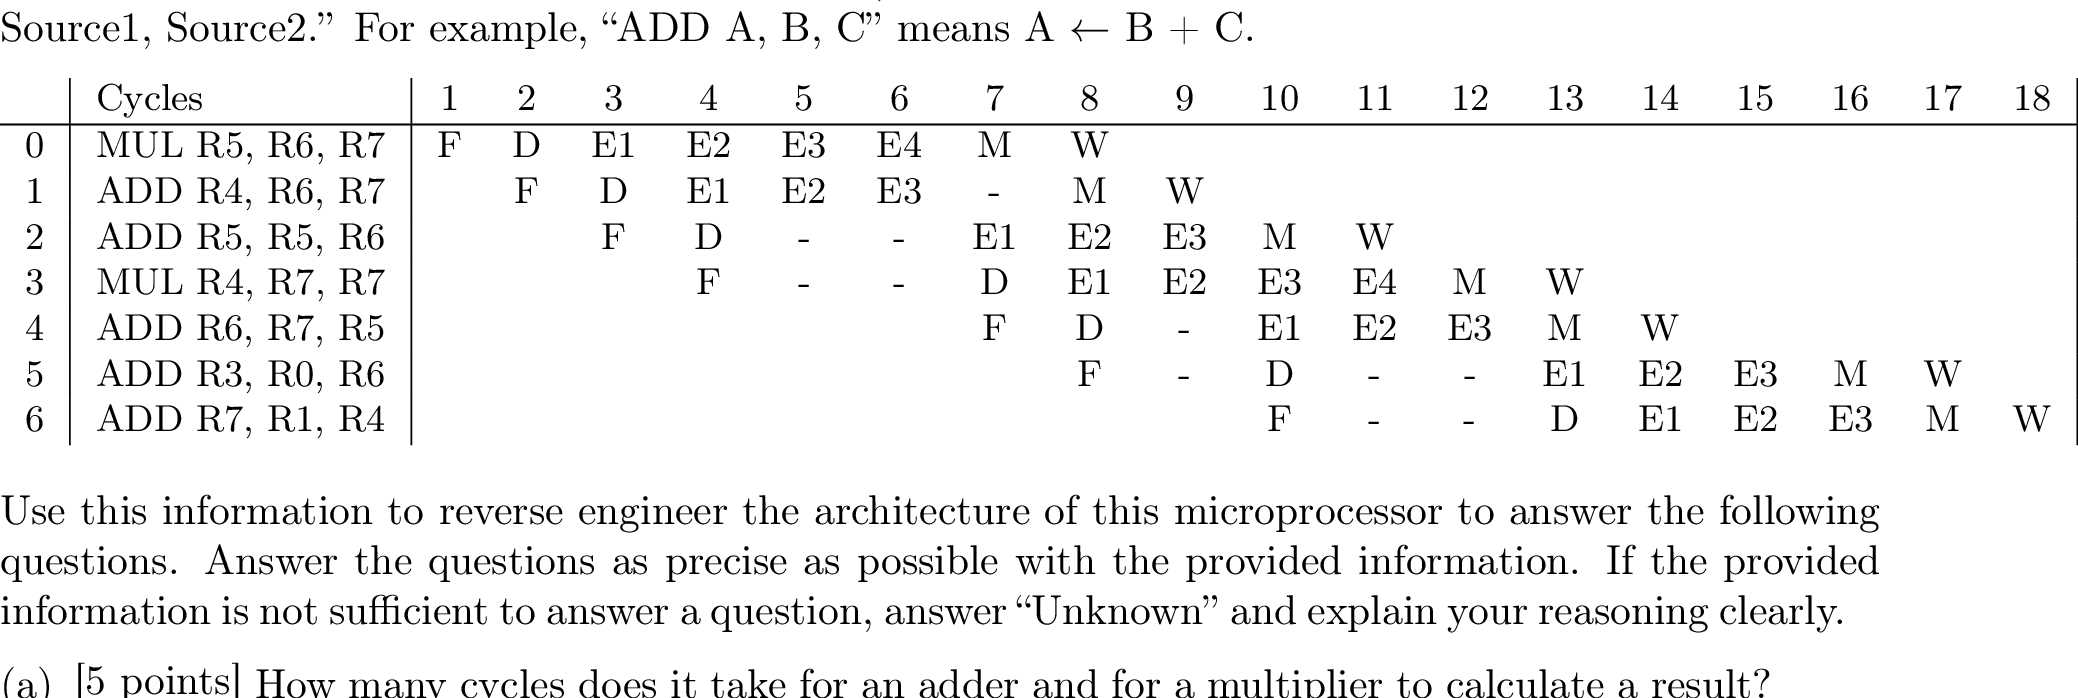 Source1, Source2.” For example, “ADD A, B, C” means A ← B + C.
Cycles 1 2 3 4 5 6 7 8 9 10 11 12 13 14 15 16 17 18
0 MUL R5, R6, R7 F D E1 E2 E3 E4 M W
1 ADD R4, R6, R7 F D E1 E2 E3 - M W
2 ADD R5, R5, R6 F D - - E1 E2 E3 M W
3 MUL R4, R7, R7 F - - D E1 E2 E3 E4 M W
4 ADD R6, R7, R5 F D - E1 E2 E3 M W
5 ADD R3, R0, R6 F - D - - E1 E2 E3 M W
6 ADD R7, R1, R4 F - - D E1 E2 E3 M W
Use this information to reverse engineer the architecture of this microprocessor to answer the following
questions. Answer the questions as precise as possible with the provided information. If the provided
information is not sufficient to answer a question, answer “Unknown” and explain your reasoning clearly.
(a) [5 points] How many cycles does it take for an adder and for a multiplier to calculate a result?